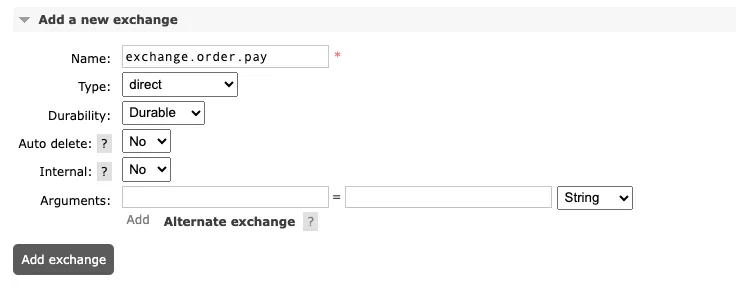 Add a new exchange
Name: exchange.order.pay *
Type: direct
Durability: Durable
Auto delete: ? No
Internal: ? No
Arguments: = String
Add Alternate exchange ?
Add exchange